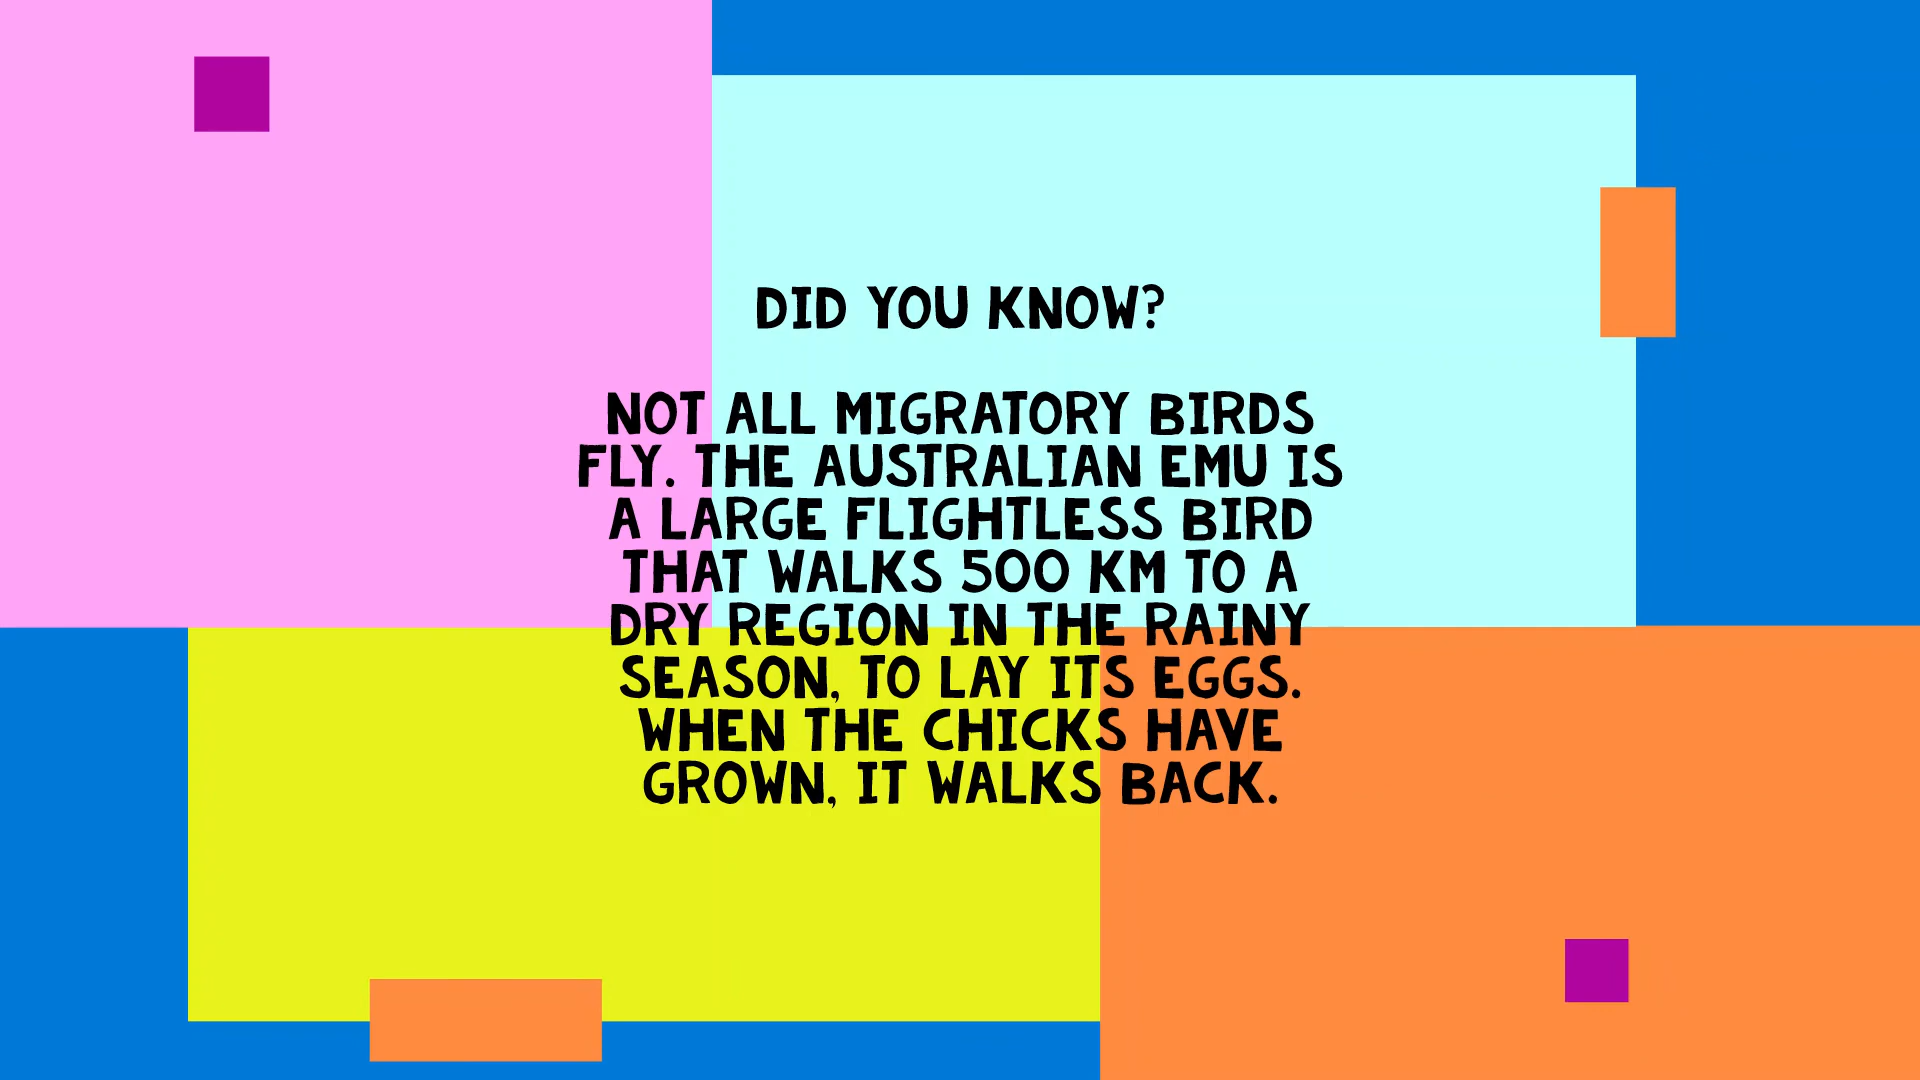 DID YOU KNOW?
NOT ALL MIGRATORY BIRDS
FLY. THE AUSTRALIAN EMU IS
A LARGE FLIGHTLESS BIRD
THAT WALKS 500 KM TO A
DRY REGION IN THE RAINY
SEASON, TO LAY ITS EGGS.
WHEN THE CHICKS HAVE
GROWN, IT WALKS BACK.